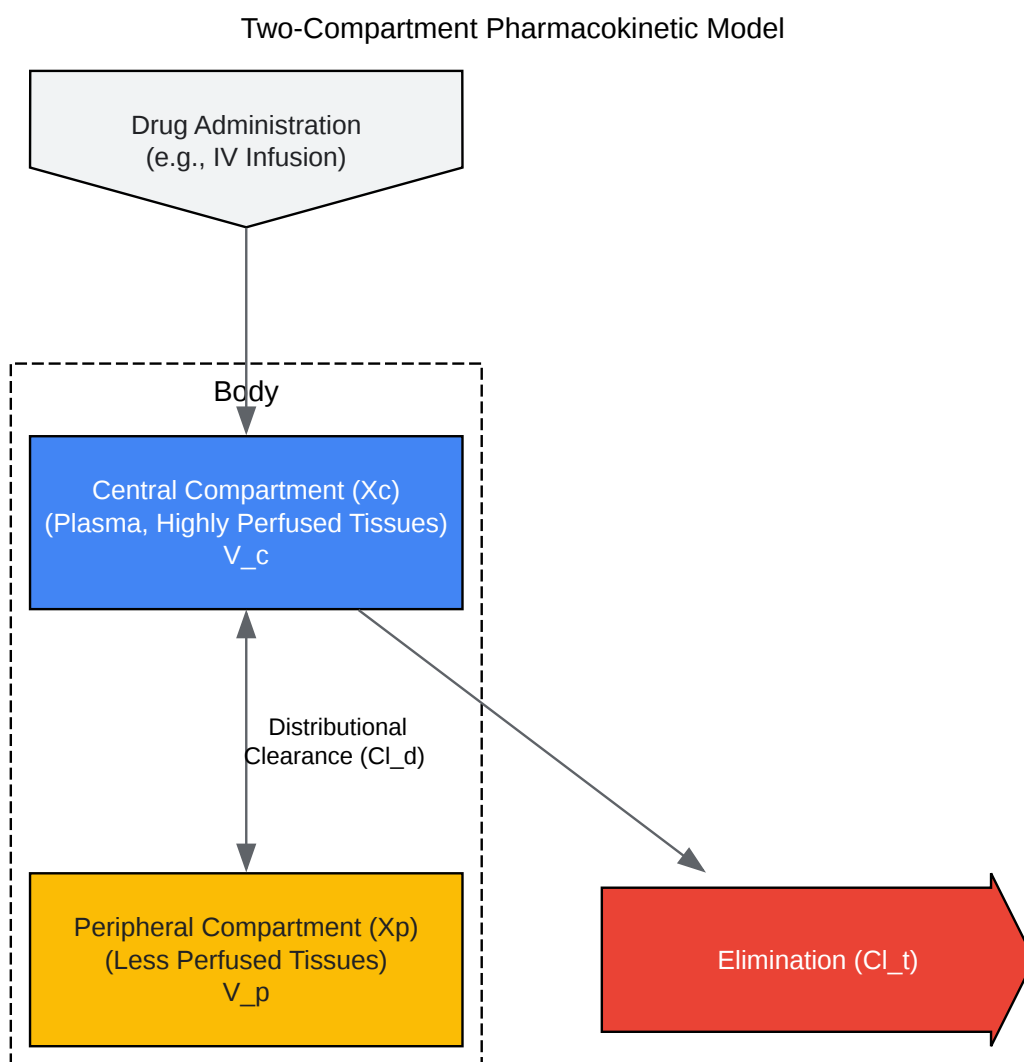 Two-Compartment Pharmacokinetic Model
Drug Administration
(e.g., IV Infusion)
Body
Central Compartment (Xc)
(Plasma, Highly Perfused Tissues)
V_c
Distributional
Clearance (Cl_d)
Peripheral Compartment (Xp)
(Less Perfused Tissues)
V_p
Elimination (Cl_t)